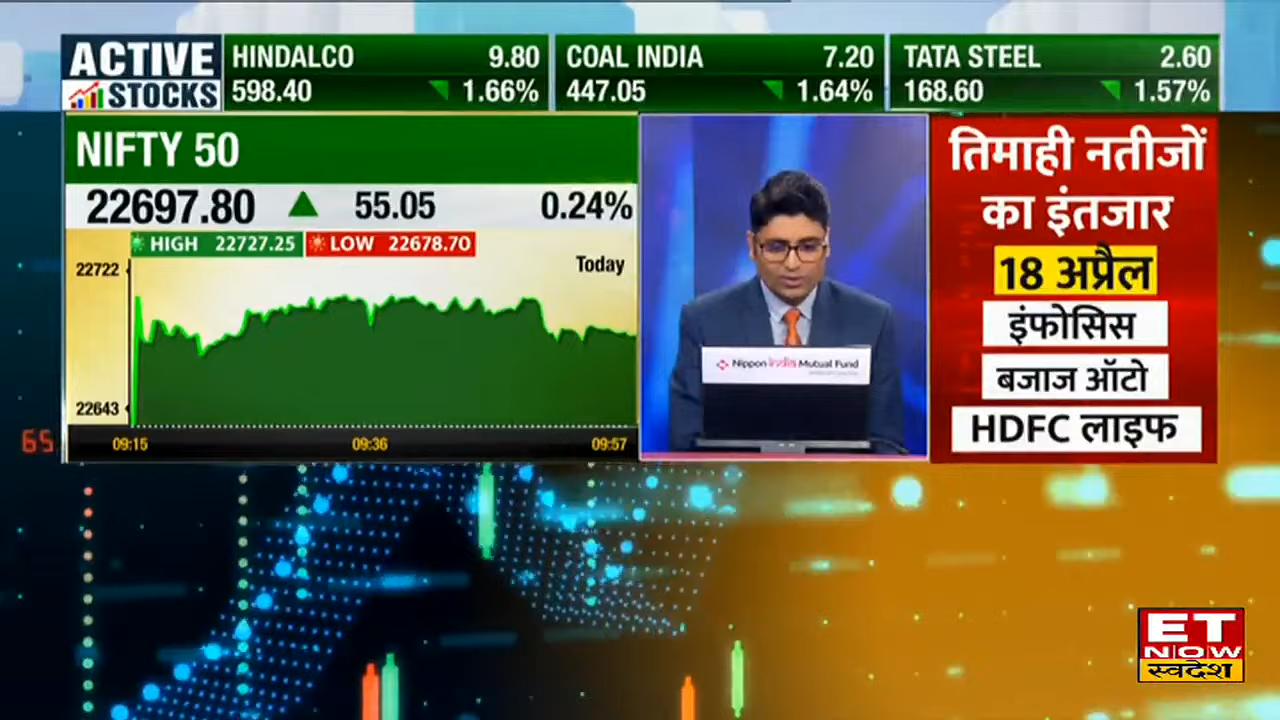 ACTIVE STOCKS
HINDALCO 9.80
598.40 1.66%
COAL INDIA 7.20
447.05 1.64%
TATA STEEL 2.60
168.60 1.57%
NIFTY 50
22697.80 55.05 0.24%
HIGH 22727.25 LOW 22678.70
Today
22722
22643
09:15 09:36 09:57
65
Nippon india Mutual Fund
तिमाही नतीजों
का इंतजार
18 अप्रैल
इंफोसिस
बजाज ऑटो
HDFC लाइफ
ET
NOW
स्वदेश